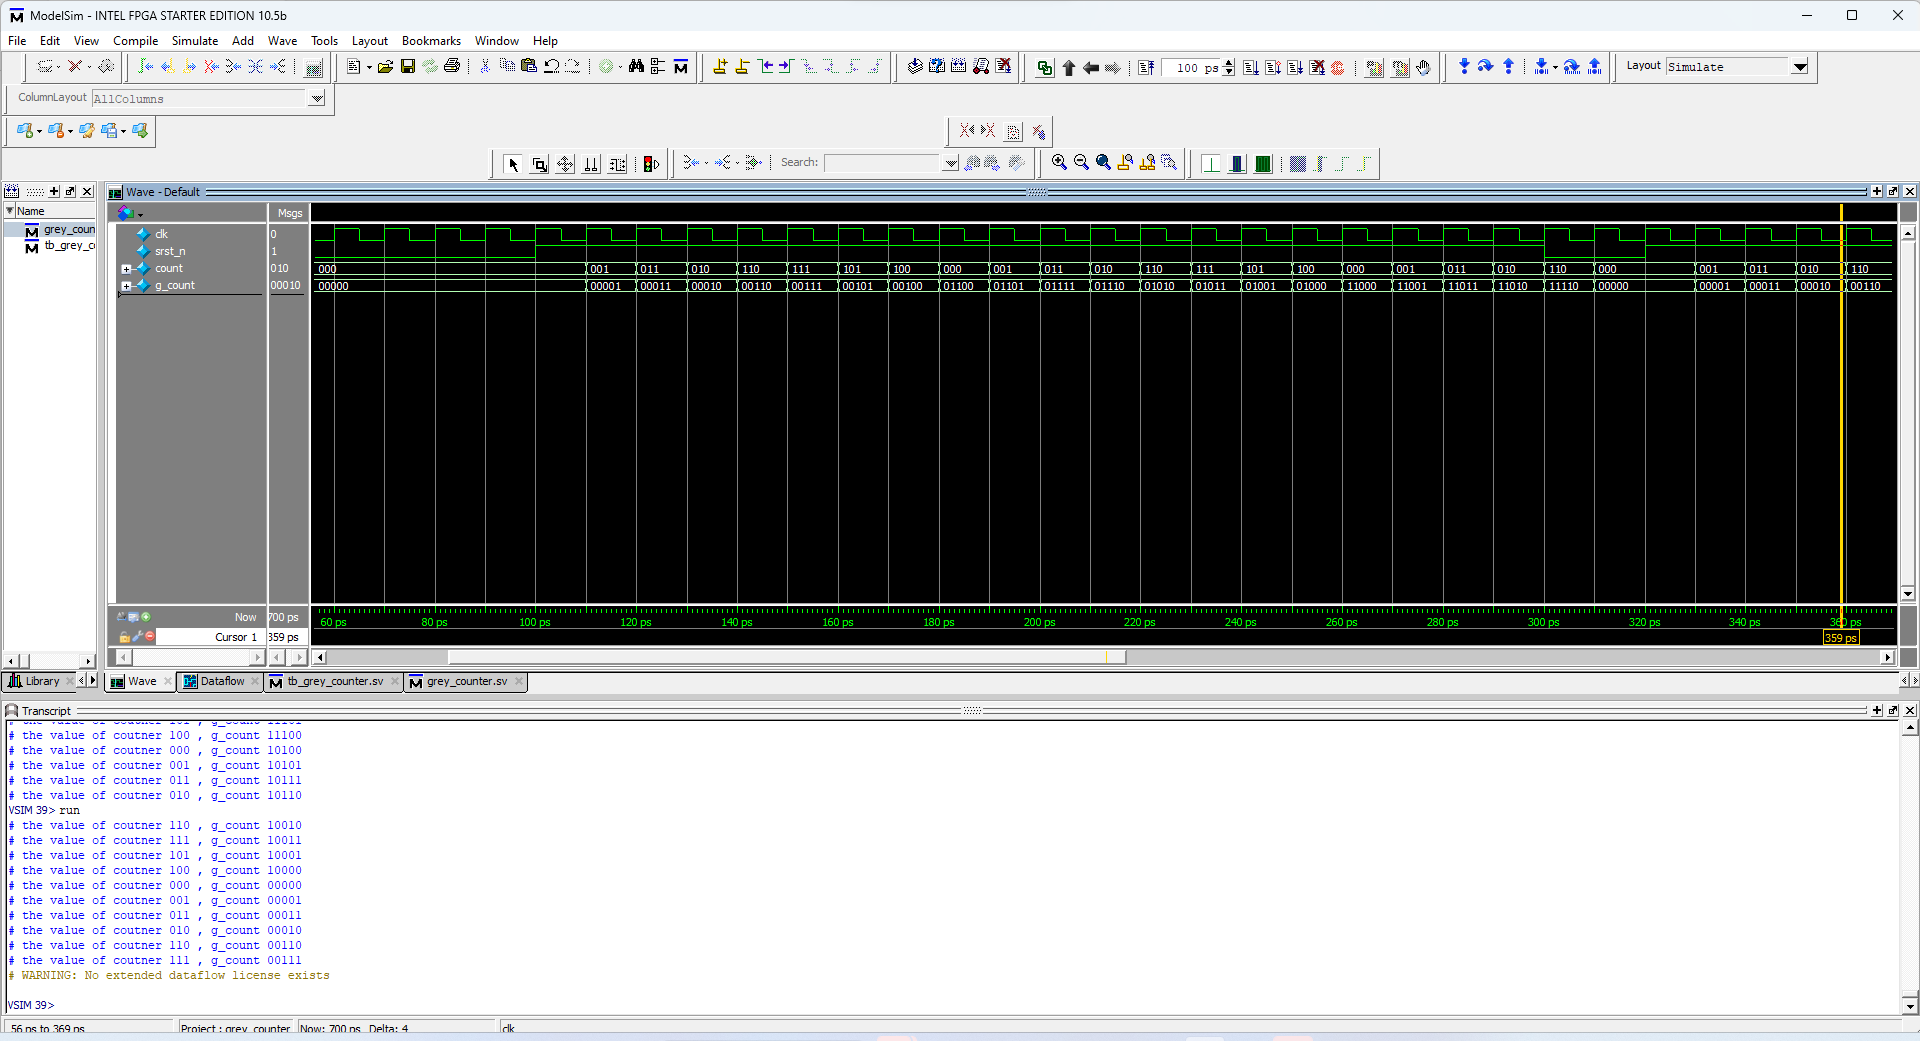 ModelSim - INTEL FPGA STARTER EDITION 10.5b
File Edit View Compile Simulate Add Wave Tools Layout Bookmarks Window Help
100 ps
Layout Simulate
ColumnLayout AllColumns
Search:
Wave - Default
Name
grey_coun
tb_grey_c
Msgs
clk 0
srst_n 1
count 010 000 001 011 010 110 111 101 100 000 001 011 010 110 111 101 100 000 001 011 010 110 000 001 011 010 110
g_count 00010 00000 00001 00011 00010 00110 00111 00101 00100 01100 01101 01111 01110 01010 01011 01001 01000 11000 11001 11011 11010 11110 00000 00001 00011 00010 00110
Now 700 ps 60 ps 80 ps 100 ps 120 ps 140 ps 160 ps 180 ps 200 ps 220 ps 240 ps 260 ps 280 ps 300 ps 320 ps 340 ps 360 ps
Cursor 1 359 ps 359 ps
Library Wave Dataflow tb_grey_counter.sv grey_counter.sv
Transcript
# the value of coutner 101 , g_count 11101
# the value of coutner 100 , g_count 11100
# the value of coutner 000 , g_count 10100
# the value of coutner 001 , g_count 10101
# the value of coutner 011 , g_count 10111
# the value of coutner 010 , g_count 10110
VSIM 39> run
# the value of coutner 110 , g_count 10010
# the value of coutner 111 , g_count 10011
# the value of coutner 101 , g_count 10001
# the value of coutner 100 , g_count 10000
# the value of coutner 000 , g_count 00000
# the value of coutner 001 , g_count 00001
# the value of coutner 011 , g_count 00011
# the value of coutner 010 , g_count 00010
# the value of coutner 110 , g_count 00110
# the value of coutner 111 , g_count 00111
# WARNING: No extended dataflow license exists
VSIM 39>
56 ps to 369 ps Project : grey_counter Now: 700 ps Delta: 4 clk